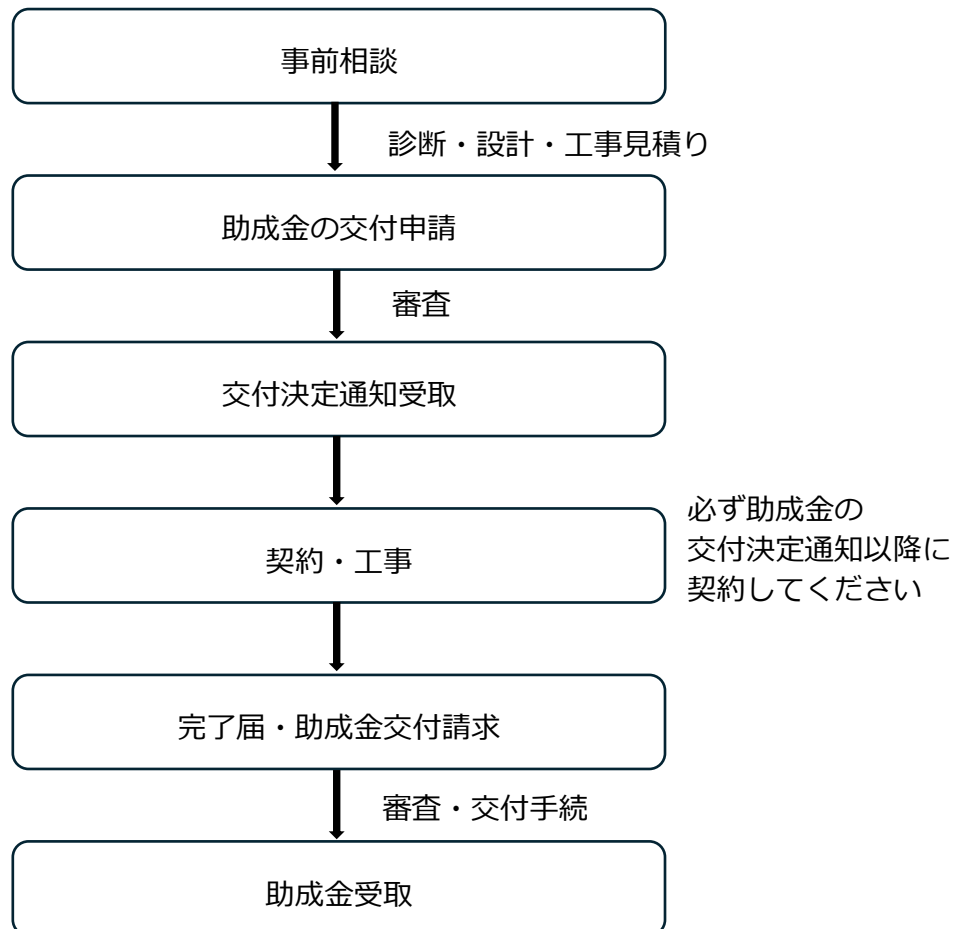 事前相談
診断・設計・工事見積り
助成金の交付申請
審査
交付決定通知受取
契約・工事
必ず助成金の
交付決定通知以降に
契約してください
完了届・助成金交付請求
審査・交付手続
助成金受取